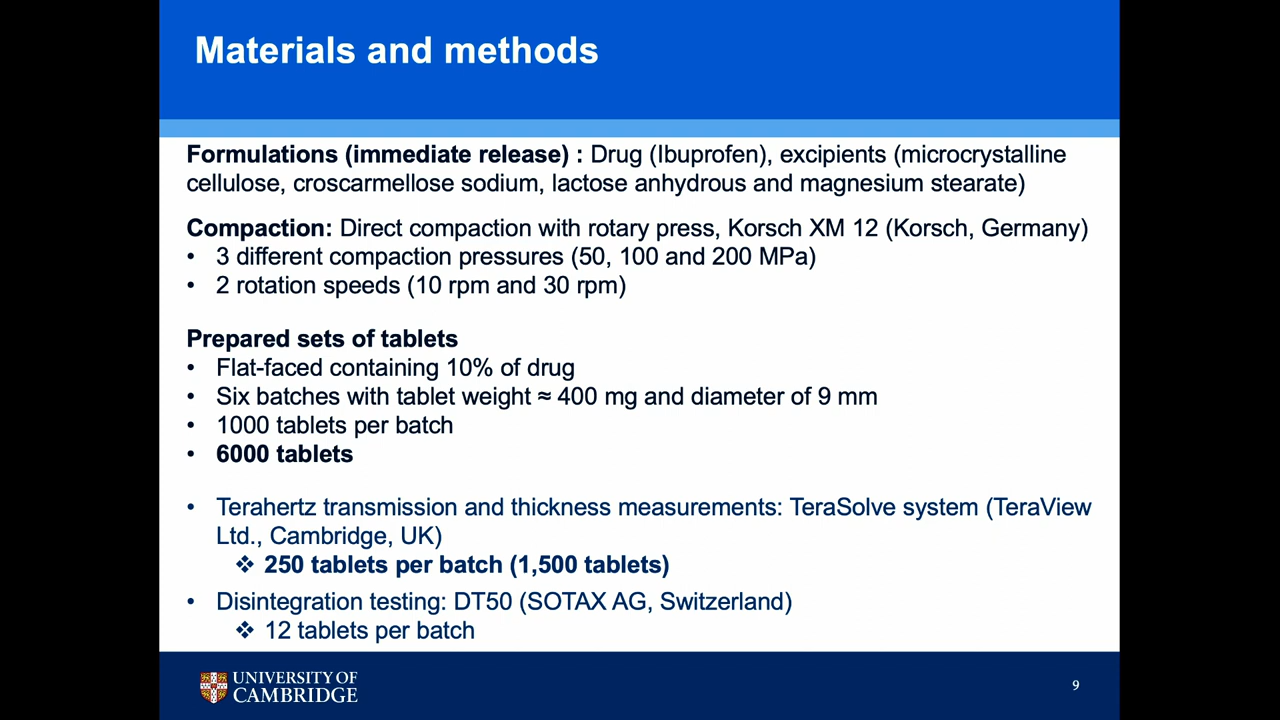 Materials and methods
Formulations (immediate release) : Drug (Ibuprofen), excipients (microcrystalline
cellulose, croscarmellose sodium, lactose anhydrous and magnesium stearate)
Compaction: Direct compaction with rotary press, Korsch XM 12 (Korsch, Germany)
• 3 different compaction pressures (50, 100 and 200 MPa)
• 2 rotation speeds (10 rpm and 30 rpm)
Prepared sets of tablets
• Flat-faced containing 10% of drug
• Six batches with tablet weight ≈ 400 mg and diameter of 9 mm
• 1000 tablets per batch
• 6000 tablets
• Terahertz transmission and thickness measurements: TeraSolve system (TeraView
Ltd., Cambridge, UK)
❖ 250 tablets per batch (1,500 tablets)
• Disintegration testing: DT50 (SOTAX AG, Switzerland)
❖ 12 tablets per batch
UNIVERSITY OF
CAMBRIDGE
9